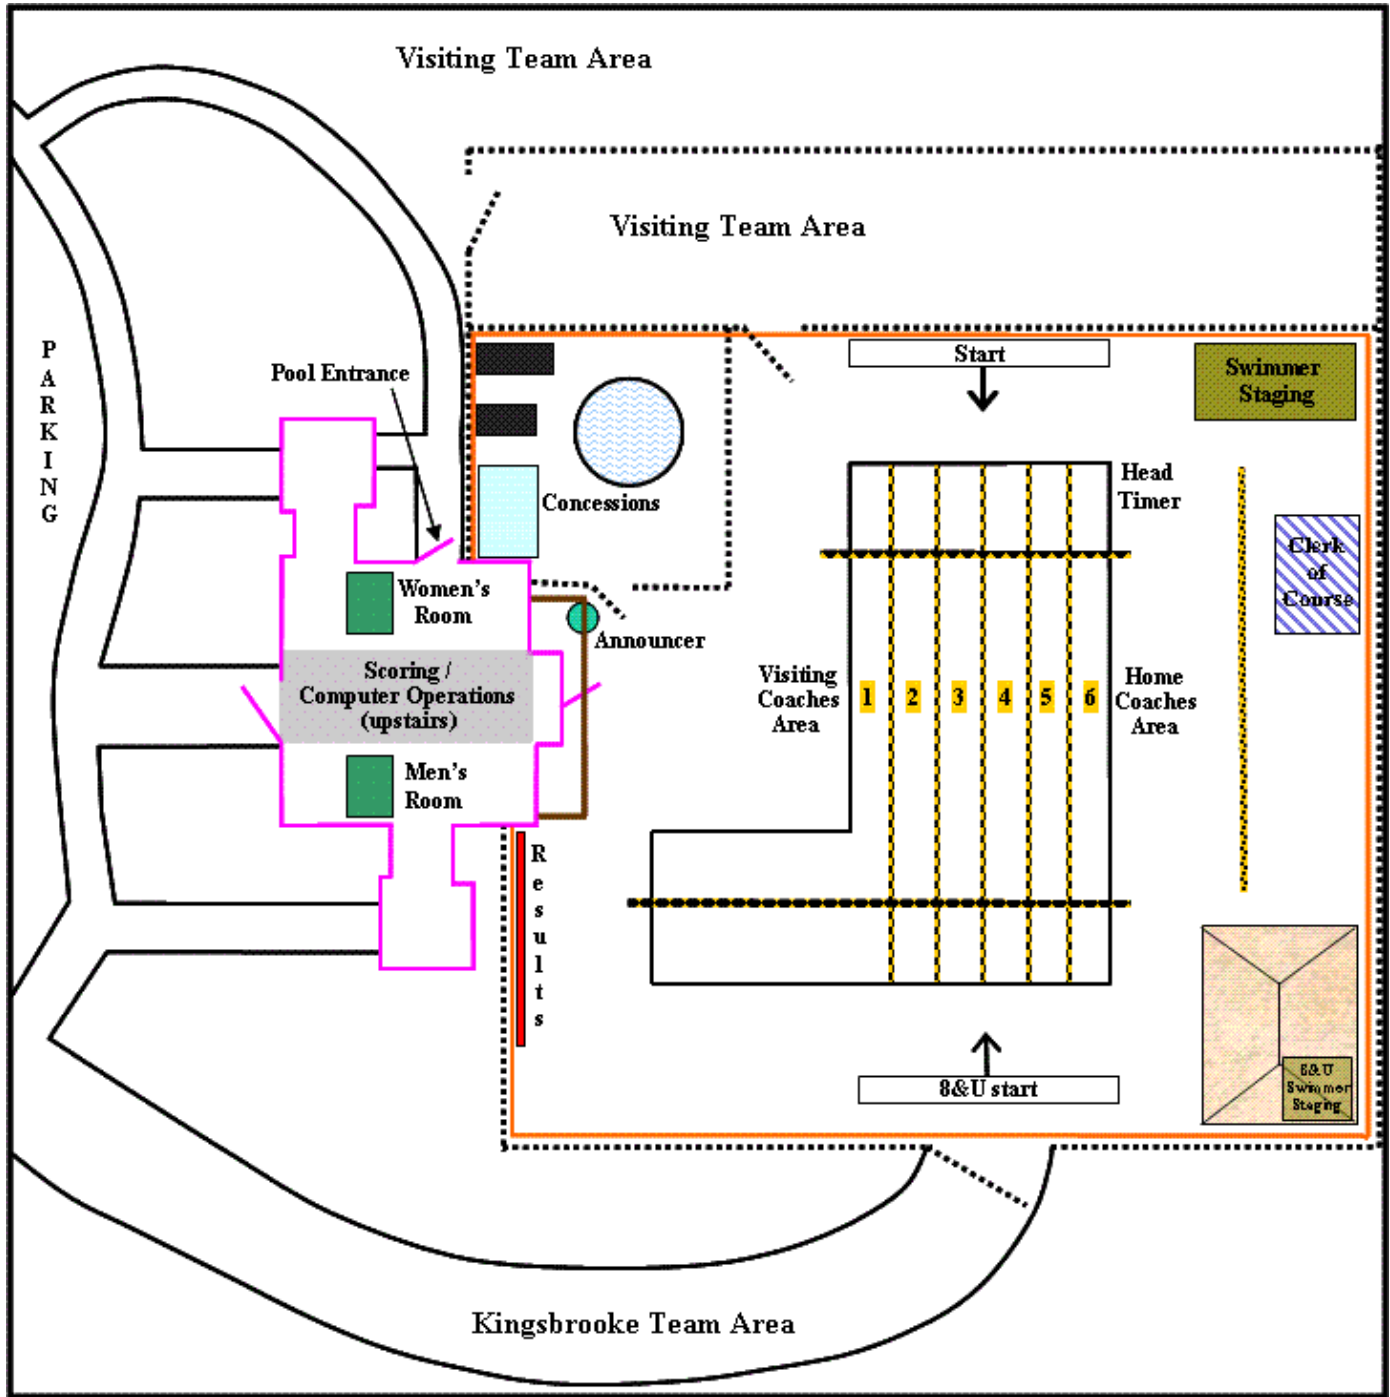 Visiting Team Area
Visiting Team Area
PARKING
Pool Entrance
Start
Swimmer
Staging
Concessions
Head
Timer
Clerk
of
Course
Women's
Room
Announcer
Scoring /
Computer Operations
(upstairs)
Visiting
Coaches
Area
1 2 3 4 5 6
Home
Coaches
Area
Men's
Room
Results
8&U start
8&U
Swimmer
Staging
Kingsbrooke Team Area